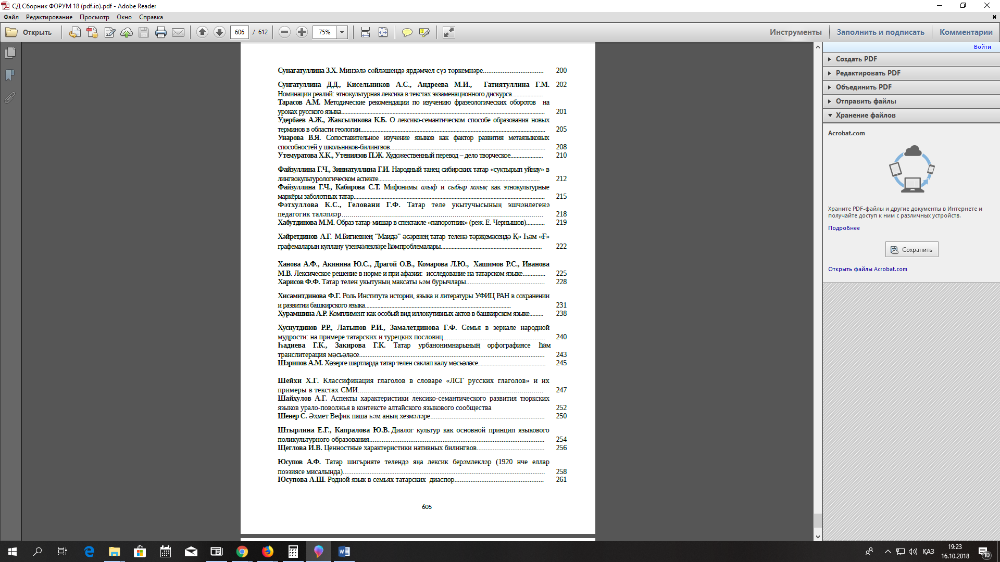 СД Сборник ФОРУМ 18 (pdf.io).pdf - Adobe Reader
Файл Редактирование Просмотр Окно Справка
Открыть 606 / 612 75% Инструменты Заполнить и подписать Комментарии
Войти
Создать PDF
Редактировать PDF
Объединить PDF
Отправить файлы
Хранение файлов
Acrobat.com
Храните PDF-файлы и другие документы в Интернете и
получайте доступ к ним с различных устройств.
Подробнее
Сохранить
Открыть файлы Acrobat.com
Сунагатуллина З.Х. Минзәлә сөйләшендә ярдәмчел сүз төркемнәре.................................. 200
Сунгатуллина Д.Д., Кисельников А.С., Андреева М.И., Гатиятуллина Г.М. 202
Номинации реалий: этнокультурная лексика в текстах экзаменационного дискурса....................
Тарасов А.М. Методические рекомендации по изучению фразеологических оборотов на
уроках русского языка.................................................................. 201
Удербаев А.Ж., Жаксыликова К.Б. О лексико-семантическом способе образования новых
терминов в области геологии.................................................................. 205
Унарова В.Я. Сопоставительное изучение языков как фактор развития метаязыковых
способностей у школьников-билингвов.................................................................. 208
Утемуратова Х.К., Утениязов П.Ж. Художественный перевод – дело творческое..................... 210
Файзуллина Г.Ч., Зиннатуллина Г.И. Народный танец сибирских татар «суқтырып уйнау» в
лингвокультурологическом аспекте.................................................................. 212
Файзуллина Г.Ч., Кабирова С.Т. Мифонимы алыф и сыбыр халық как этнокультурные
маркёры заболотных татар.................................................................. 215
Фәтхуллова К.С., Геловани Г.Ф. Татар теле укытучысының эшчәнлегенә
педагогик таләпләр.................................................................. 218
Хабутдинова М.М. Образ татар-мишар в спектакле «папоротник» (реж. Е. Чернышов)............ 219
Хәйретдинов А.Г. М.Бигиевнең “Маидә” әсәренең татар теленә тәрҗемәсендә Қ» Һәм «Ғ»
графемаларын куллану үзенчәлекләре һәмпроблемалары.................................................................. 222
Ханова А.Ф., Акинина Ю.С., Драгой О.В., Комарова Л.Ю., Хашимов Р.С., Иванова
М.В. Лексическое решение в норме и при афазии: исследование на татарском языке.............. 225
Харисов Ф.Ф. Татар телен укытуның максаты һәм бурычлары............................................ 228
Хисамитдинова Ф.Г. Роль Института истории, языка и литературы УФИЦ РАН в сохранении
и развитии башкирского языка.................................................................. 231
Хурамшина А.Р. Комплимент как особый вид иллокутивных актов в башкирском языке......... 238
Хуснутдинов Р.Р., Латыпов Р.И., Замалетдинова Г.Ф. Семья в зеркале народной
мудрости: на примере татарских и турецких пословиц......................................................... 240
Һадиева Г.К., Закирова Г.К. Татар урбанонимнарының орфографиясе һәм
транслитерация мәсьәләсе.................................................................. 243
Шәрипов А.М. Хәзерге шартларда татар телен саклап калу мәсьәләсе............................................. 245
Шейхи Х.Г. Классификация глаголов в словаре «ЛСГ русских глаголов» и их
примеры в текстах СМИ.................................................................. 247
Шайхулов А.Г. Аспекты характеристики лексико-семантического развития тюркских
языков урало-поволжья в контексте алтайского языкового сообщества 252
Шенер С. Әхмет Вефик паша һәм аның хезмәләре................................................................ 250
Штырлина Е.Г., Капралова Ю.В. Диалог культур как основной принцип языкового
поликультурного образования.................................................................. 254
Щеглова И.В. Ценностные характеристики нативных билингвов...................................... 256
Юсупов А.Ф. Татар шигърияте телендә яңа лексик берәмлекләр (1920 нче еллар
поэзиясе мисалында).................................................................. 258
Юсупова А.Ш. Родной язык в семьях татарских диаспор.................................................. 261
605
ҚАЗ
19:23
16.10.2018
10